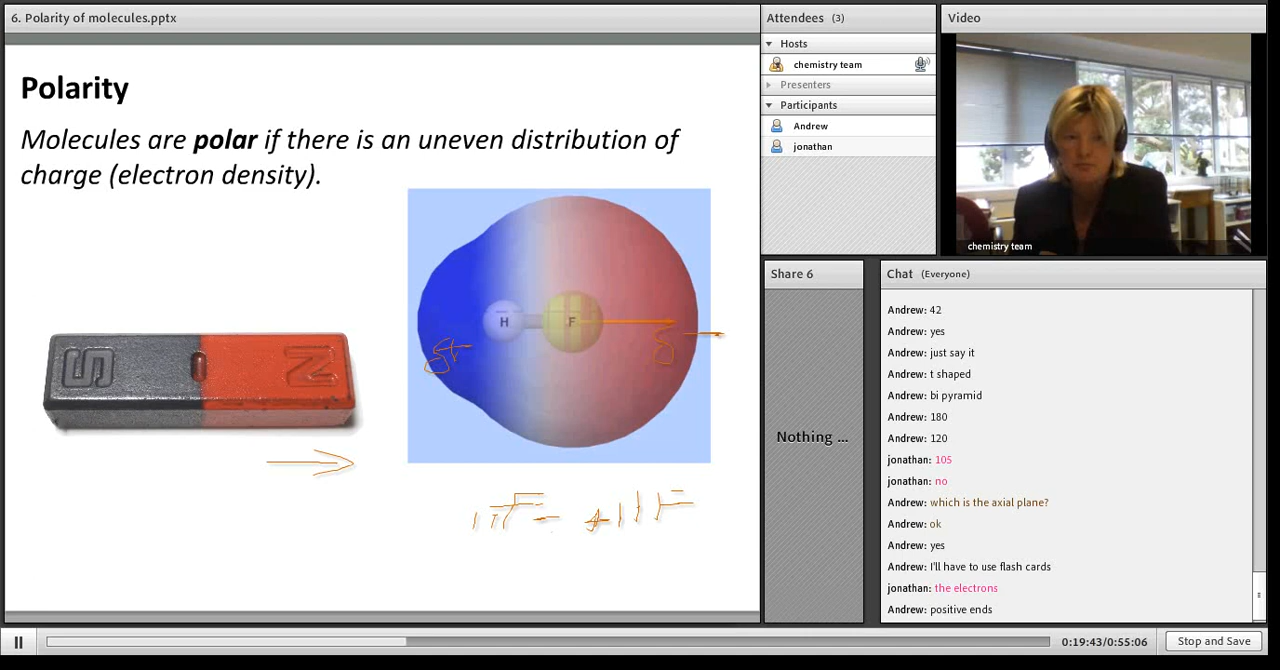 6. Polarity of molecules.pptx
Polarity
Molecules are polar if there is an uneven distribution of
charge (electron density).
S
N
H
F
δ+
δ-
Attendees (3)
Hosts
chemistry team
Presenters
Participants
Andrew
jonathan
Video
chemistry team
Share 6
Nothing ...
Chat (Everyone)
Andrew: 42
Andrew: yes
Andrew: just say it
Andrew: t shaped
Andrew: bi pyramid
Andrew: 180
Andrew: 120
jonathan: 105
jonathan: no
Andrew: which is the axial plane?
Andrew: ok
Andrew: yes
Andrew: I'll have to use flash cards
jonathan: the electrons
Andrew: positive ends
0:19:43/0:55:06
Stop and Save